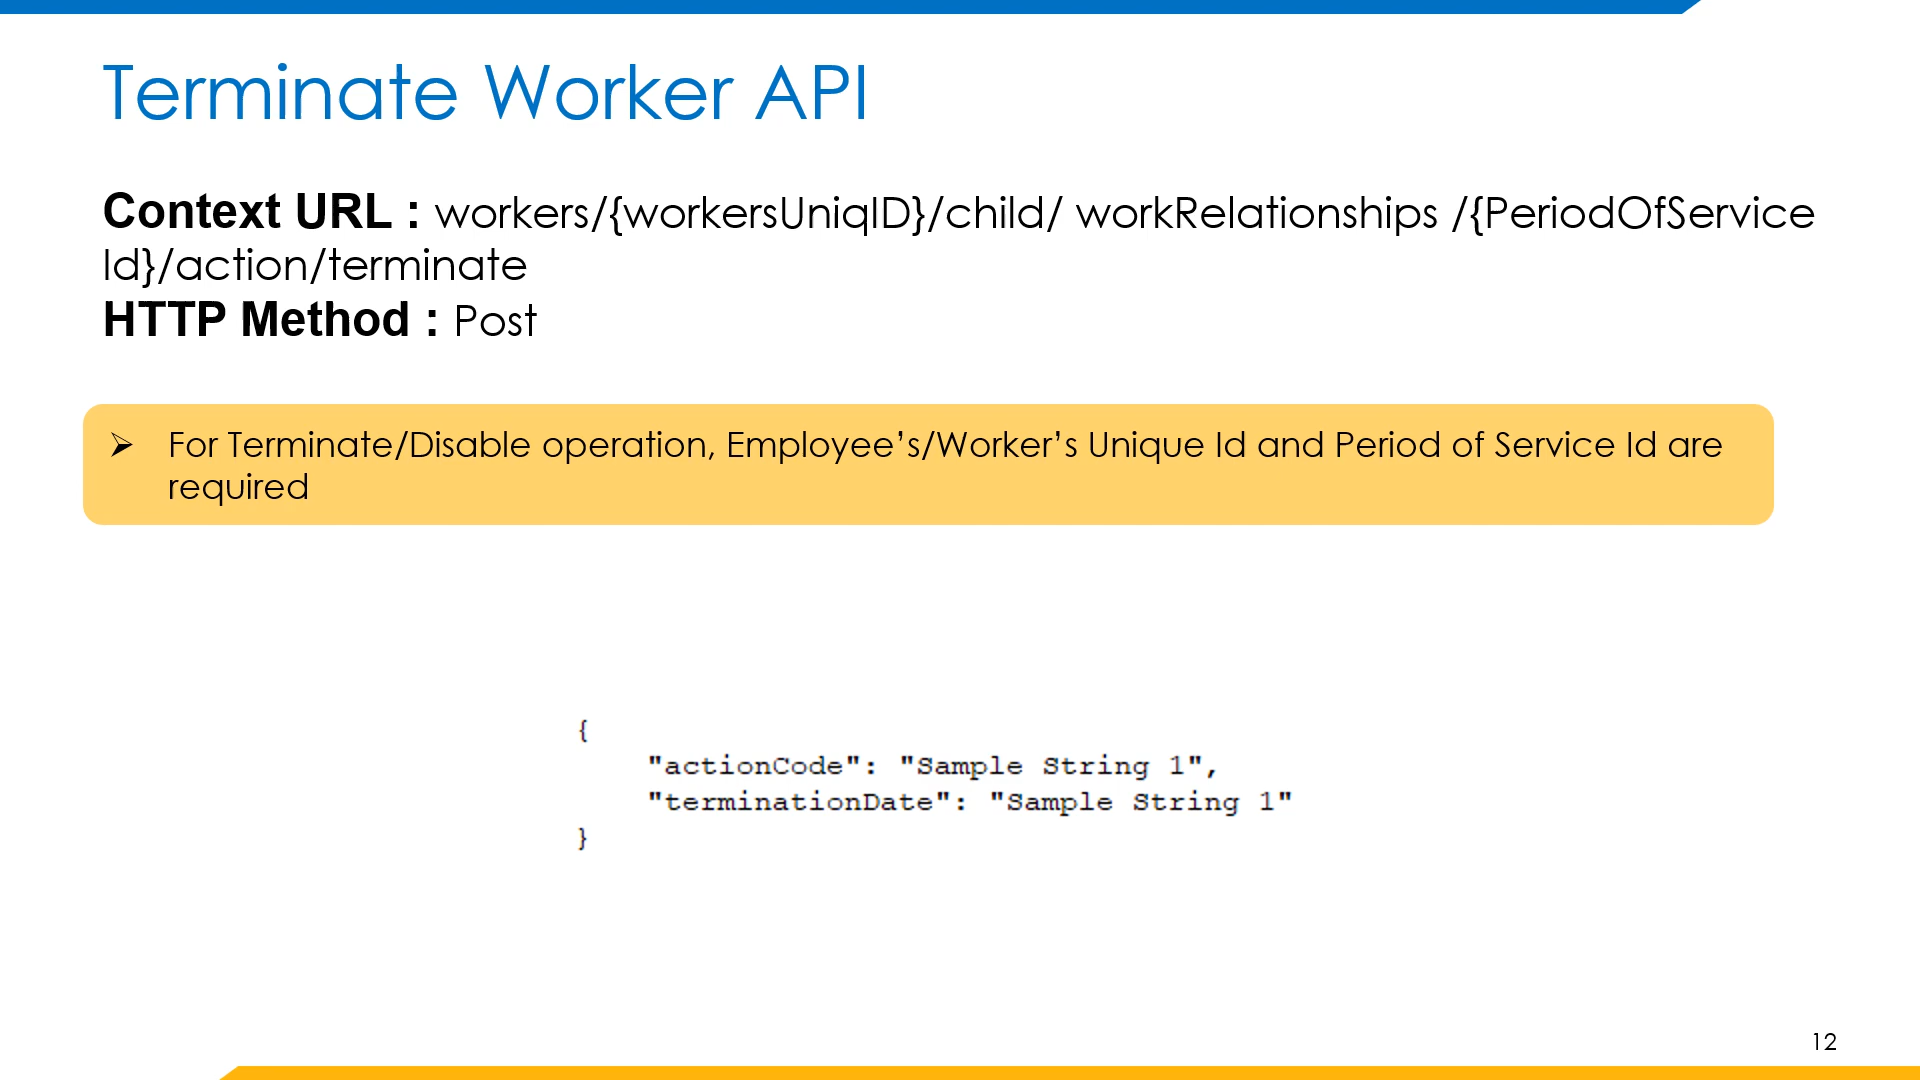 Terminate Worker API
Context URL : workers/{workersUniqID}/child/ workRelationships /{PeriodOfService
Id}/action/terminate
HTTP Method : Post
➢ For Terminate/Disable operation, Employee’s/Worker’s Unique Id and Period of Service Id are
required
{
"actionCode": "Sample String 1",
"terminationDate": "Sample String 1"
}
12